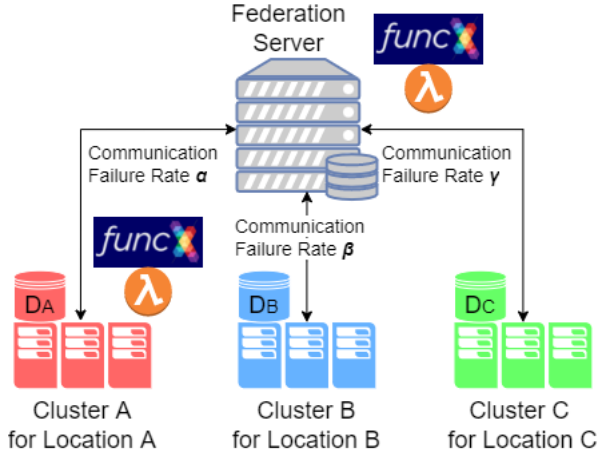 Federation
Server
funcX
λ
Communication
Failure Rate α
Communication
Failure Rate γ
Communication
Failure Rate β
funcX
λ
DA
DB
DC
Cluster A
for Location A
Cluster B
for Location B
Cluster C
for Location C